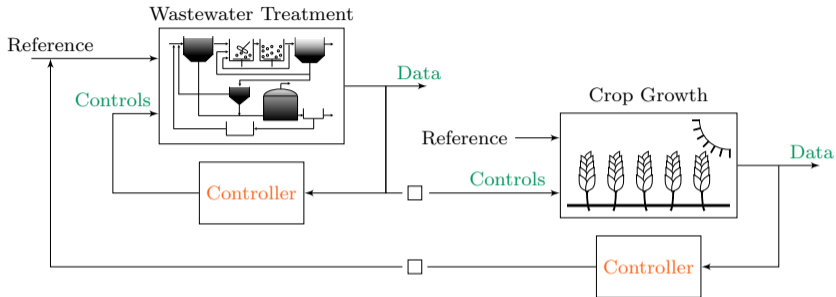 Wastewater Treatment
Reference
Data
Controls
Crop Growth
Reference
Data
Controls
Controller
Controller